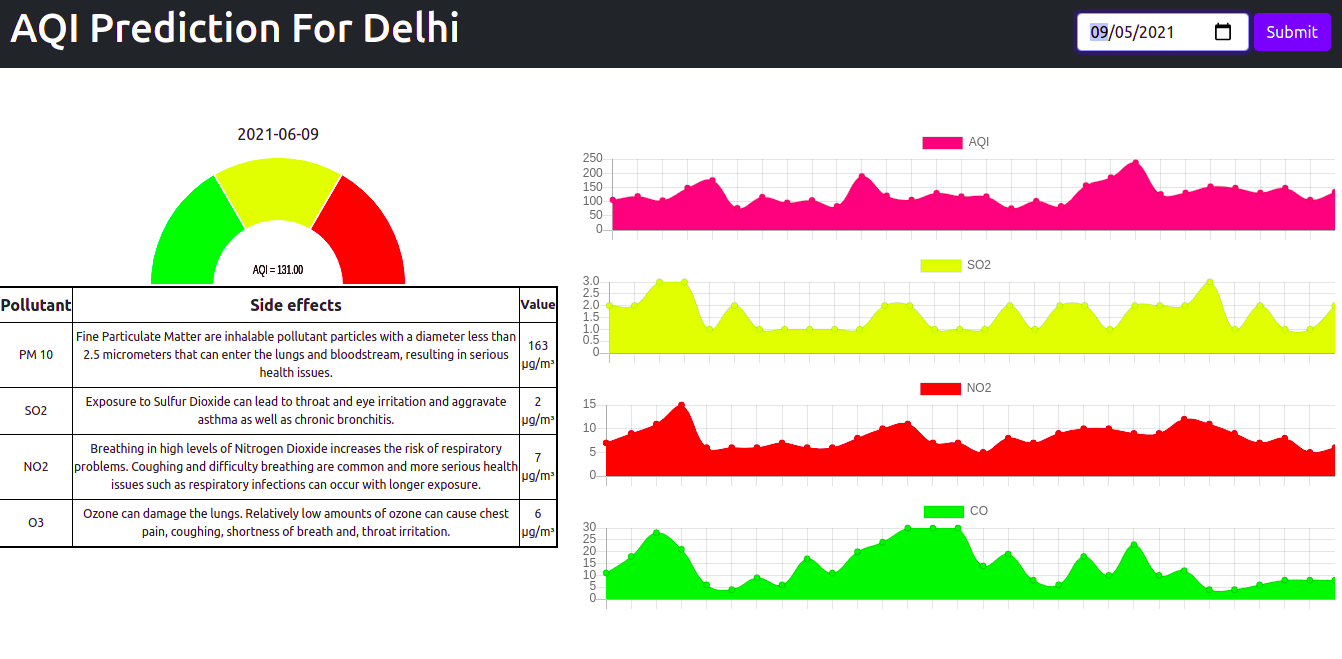 AQI Prediction For Delhi
09/05/2021
Submit
2021-06-09
AQI = 131.00
Pollutant Side effects Value
PM 10
Fine Particulate Matter are inhalable pollutant particles with a diameter less than
2.5 micrometers that can enter the lungs and bloodstream, resulting in serious
health issues.
163
µg/m³
SO2
Exposure to Sulfur Dioxide can lead to throat and eye irritation and aggravate
asthma as well as chronic bronchitis.
2
µg/m³
NO2
Breathing in high levels of Nitrogen Dioxide increases the risk of respiratory
problems. Coughing and difficulty breathing are common and more serious health
issues such as respiratory infections can occur with longer exposure.
7
µg/m³
O3
Ozone can damage the lungs. Relatively low amounts of ozone can cause chest
pain, coughing, shortness of breath and, throat irritation.
6
µg/m³
AQI
250
200
150
100
50
0
SO2
3.0
2.5
2.0
1.5
1.0
0.5
0
NO2
15
10
5
0
CO
30
25
20
15
10
5
0